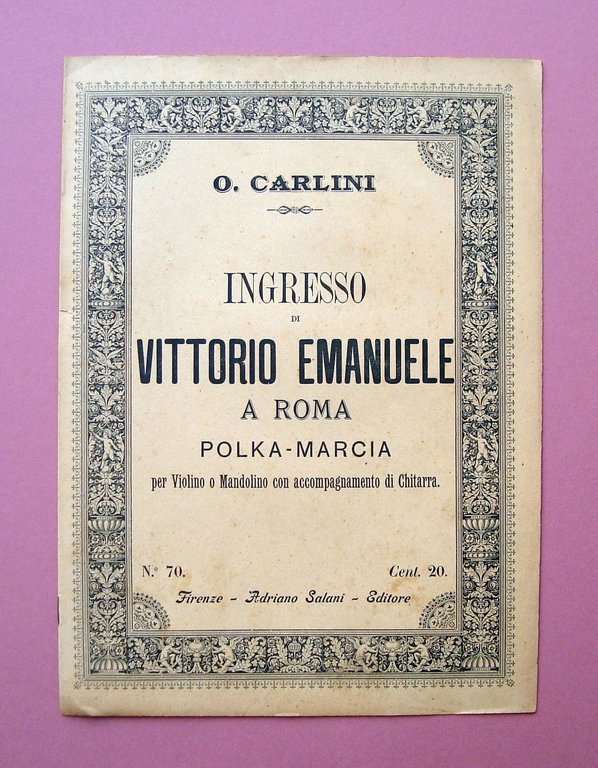 O. CARLINI
INGRESSO
DI
VITTORIO EMANUELE
A ROMA
POLKA-MARCIA
per Violino o Mandolino con accompagnamento di Chitarra.
N.º 70. Cent. 20.
Firenze - Adriano Salani - Editore